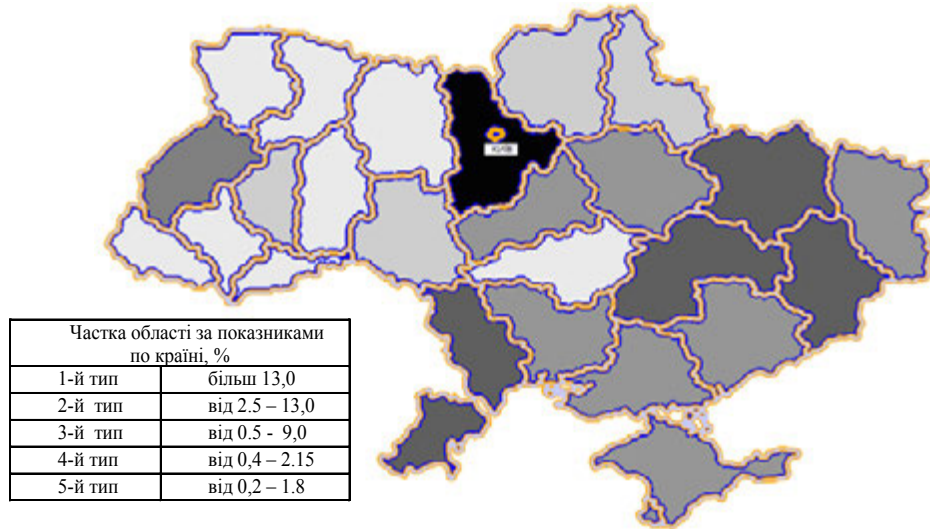 КИЇВ
Частка області за показниками
по країні, %
1-й тип більш 13,0
2-й тип від 2.5 – 13,0
3-й тип від 0.5 - 9,0
4-й тип від 0,4 – 2.15
5-й тип від 0,2 – 1.8